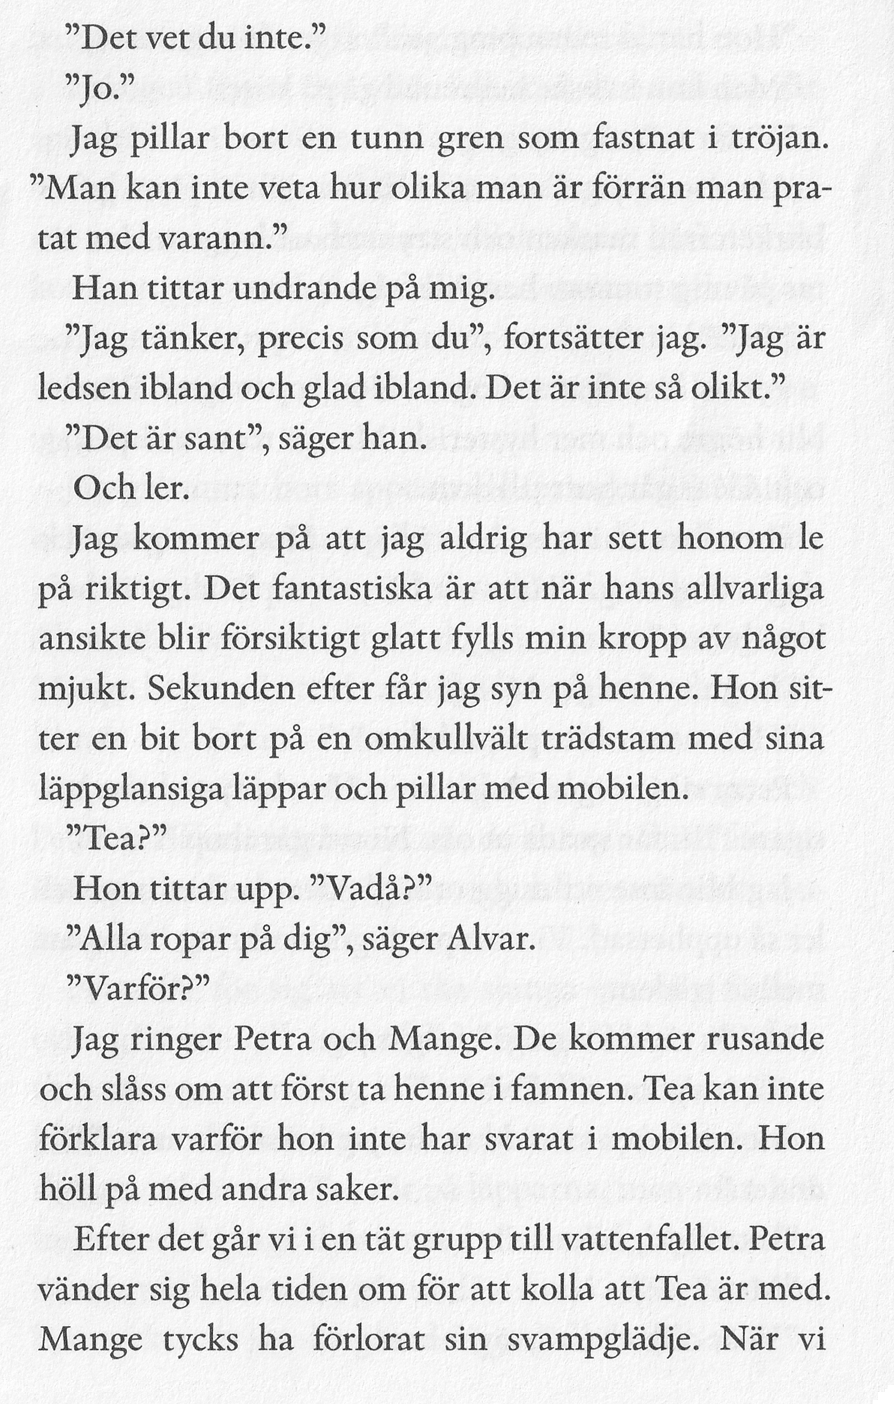 ”Det vet du inte.”
”Jo.”
Jag pillar bort en tunn gren som fastnat i tröjan.
”Man kan inte veta hur olika man är förrän man pra-
tat med varann.”
Han tittar undrande på mig.
”Jag tänker, precis som du”, fortsätter jag. ”Jag är
ledsen ibland och glad ibland. Det är inte så olikt.”
”Det är sant”, säger han.
Och ler.
Jag kommer på att jag aldrig har sett honom le
på riktigt. Det fantastiska är att när hans allvarliga
ansikte blir försiktigt glatt fylls min kropp av något
mjukt. Sekunden efter får jag syn på henne. Hon sit-
ter en bit bort på en omkullvält trädstam med sina
läppglansiga läppar och pillar med mobilen.
”Tea?”
Hon tittar upp. ”Vadå?”
”Alla ropar på dig”, säger Alvar.
”Varför?”
Jag ringer Petra och Mange. De kommer rusande
och slåss om att först ta henne i famnen. Tea kan inte
förklara varför hon inte har svarat i mobilen. Hon
höll på med andra saker.
Efter det går vi i en tät grupp till vattenfallet. Petra
vänder sig hela tiden om för att kolla att Tea är med.
Mange tycks ha förlorat sin svampglädje. När vi